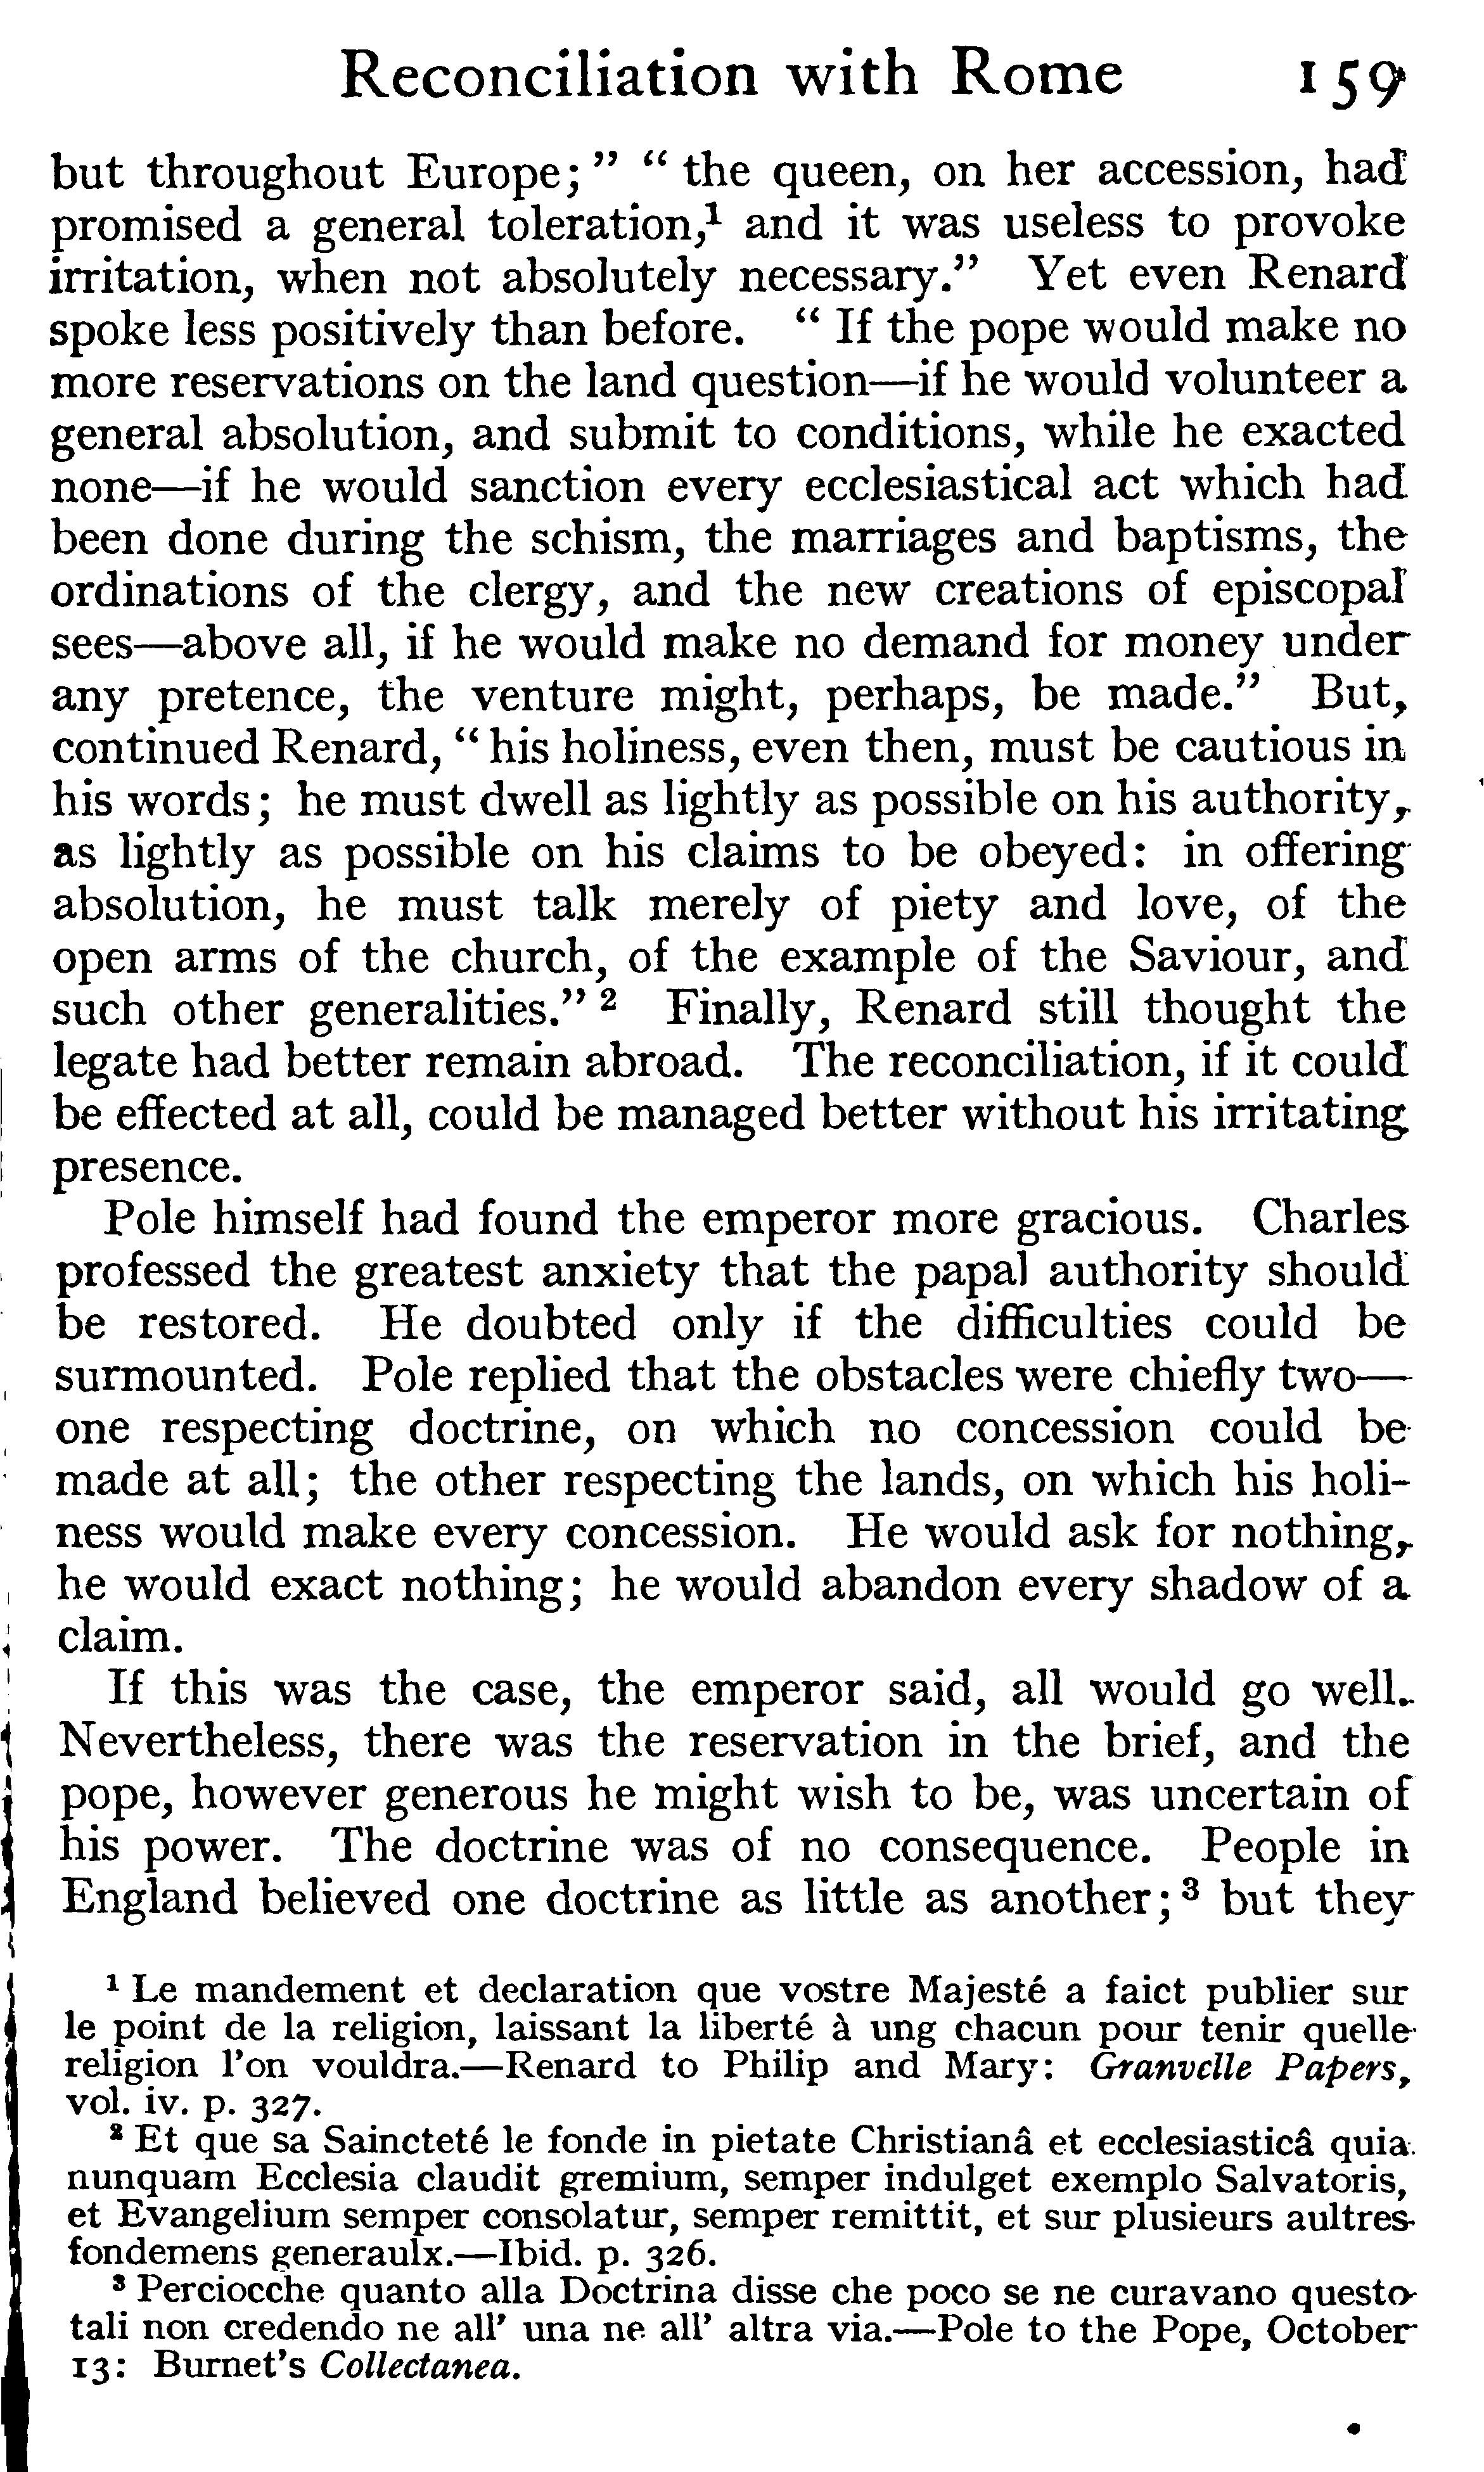 Reconciliation with Rome 159
but throughout Europe;" "the queen, on her accession, had
promised a general toleration,¹ and it was useless to provoke
irritation, when not absolutely necessary." Yet even Renard
spoke less positively than before. "If the pope would make no
more reservations on the land question—if he would volunteer a
general absolution, and submit to conditions, while he exacted
none—if he would sanction every ecclesiastical act which had
been done during the schism, the marriages and baptisms, the
ordinations of the clergy, and the new creations of episcopal
sees—above all, if he would make no demand for money under
any pretence, the venture might, perhaps, be made." But,
continued Renard, "his holiness, even then, must be cautious in
his words; he must dwell as lightly as possible on his authority,
as lightly as possible on his claims to be obeyed: in offering
absolution, he must talk merely of piety and love, of the
open arms of the church, of the example of the Saviour, and
such other generalities." ² Finally, Renard still thought the
legate had better remain abroad. The reconciliation, if it could
be effected at all, could be managed better without his irritating
presence.
Pole himself had found the emperor more gracious. Charles
professed the greatest anxiety that the papal authority should
be restored. He doubted only if the difficulties could be
surmounted. Pole replied that the obstacles were chiefly two—
one respecting doctrine, on which no concession could be
made at all; the other respecting the lands, on which his holi-
ness would make every concession. He would ask for nothing,
he would exact nothing; he would abandon every shadow of a
claim.
If this was the case, the emperor said, all would go well.
Nevertheless, there was the reservation in the brief, and the
pope, however generous he might wish to be, was uncertain of
his power. The doctrine was of no consequence. People in
England believed one doctrine as little as another; ³ but they
¹ Le mandement et declaration que vostre Majesté a faict publier sur
le point de la religion, laissant la liberté à ung chacun pour tenir quelle
religion l'on vouldra.—Renard to Philip and Mary: Granvelle Papers,
vol. iv. p. 327.
² Et que sa Saincteté le fonde in pietate Christianâ et ecclesiasticâ quia
nunquam Ecclesia claudit gremium, semper indulget exemplo Salvatoris,
et Evangelium semper consolatur, semper remittit, et sur plusieurs aultres
fondemens generaulx.—Ibid. p. 326.
³ Perciocche quanto alla Doctrina disse che poco se ne curavano questo
tali non credendo ne all' una ne all' altra via.—Pole to the Pope, October
13: Burnet's Collectanea.